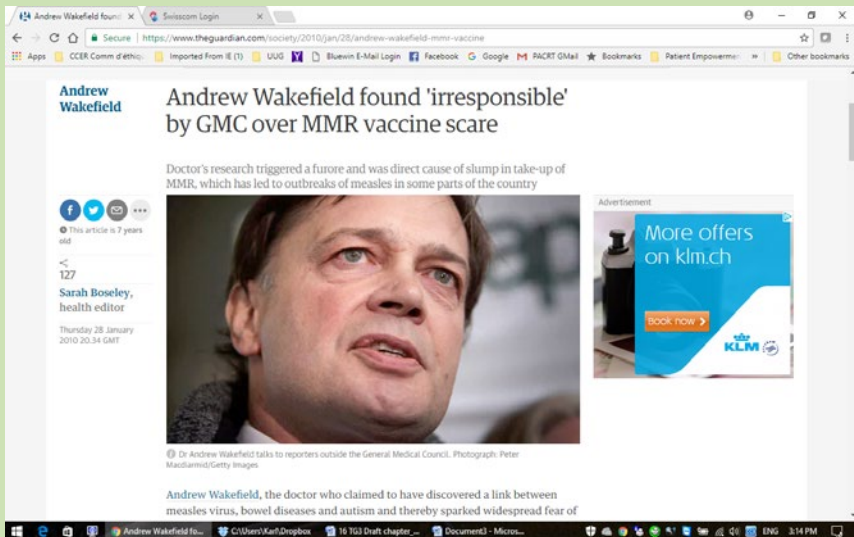 Andrew Wakefield foun
Swisscom Login
Secure
https://www.theguardian.com/society/2010/jan/28/andrew-wakefield-mmr-vaccine
Apps
CCER Comm d'éthiqu
Imported From IE (1)
UUG
Bluewin E-Mail Login
Facebook
Google
PACRT GMail
Bookmarks
Patient Empowermen
»
Other bookmarks
Andrew
Wakefield
Andrew Wakefield found 'irresponsible'
by GMC over MMR vaccine scare
Doctor's research triggered a furore and was direct cause of slump in take-up of
MMR, which has led to outbreaks of measles in some parts of the country
This article is 7 years
old
127
Sarah Boseley,
health editor
Thursday 28 January
2010 20.34 GMT
Advertisement
More offers
on klm.ch
Book now >
KLM
Dr Andrew Wakefield talks to reporters outside the General Medical Council. Photograph: Peter
Macdiarmid/Getty Images
Andrew Wakefield, the doctor who claimed to have discovered a link between
measles virus, bowel diseases and autism and thereby sparked widespread fear of
Andrew Wakefield fo...
C:\Users\Karl\Dropbox
16 TG3 Draft chapter_...
Document3 - Micros...
ENG
3:14 PM